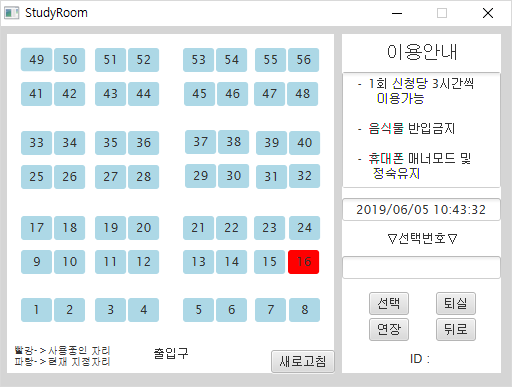 StudyRoom
49 50 51 52 53 54 55 56
41 42 43 44 45 46 47 48
33 34 35 36 37 38 39 40
25 26 27 28 29 30 31 32
17 18 19 20 21 22 23 24
9 10 11 12 13 14 15 16
1 2 3 4 5 6 7 8
빨강->사용중인 자리
파랑->현재 지정자리
출입구
새로고침
이용안내
- 1회 신청당 3시간씩
이용가능
- 음식물 반입금지
- 휴대폰 매너모드 및
정숙유지
2019/06/05 10:43:32
▽선택번호▽
선택 퇴실
연장 뒤로
ID :